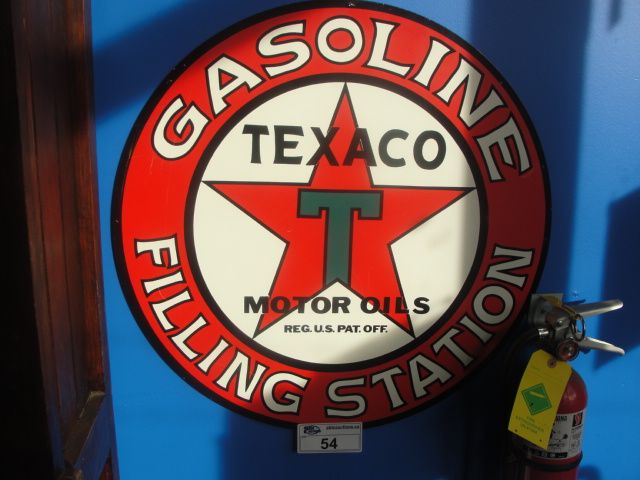 GASOLINE
TEXACO
T
MOTOR OILS
REG. U.S. PAT. OFF.
FILLING STATION
54